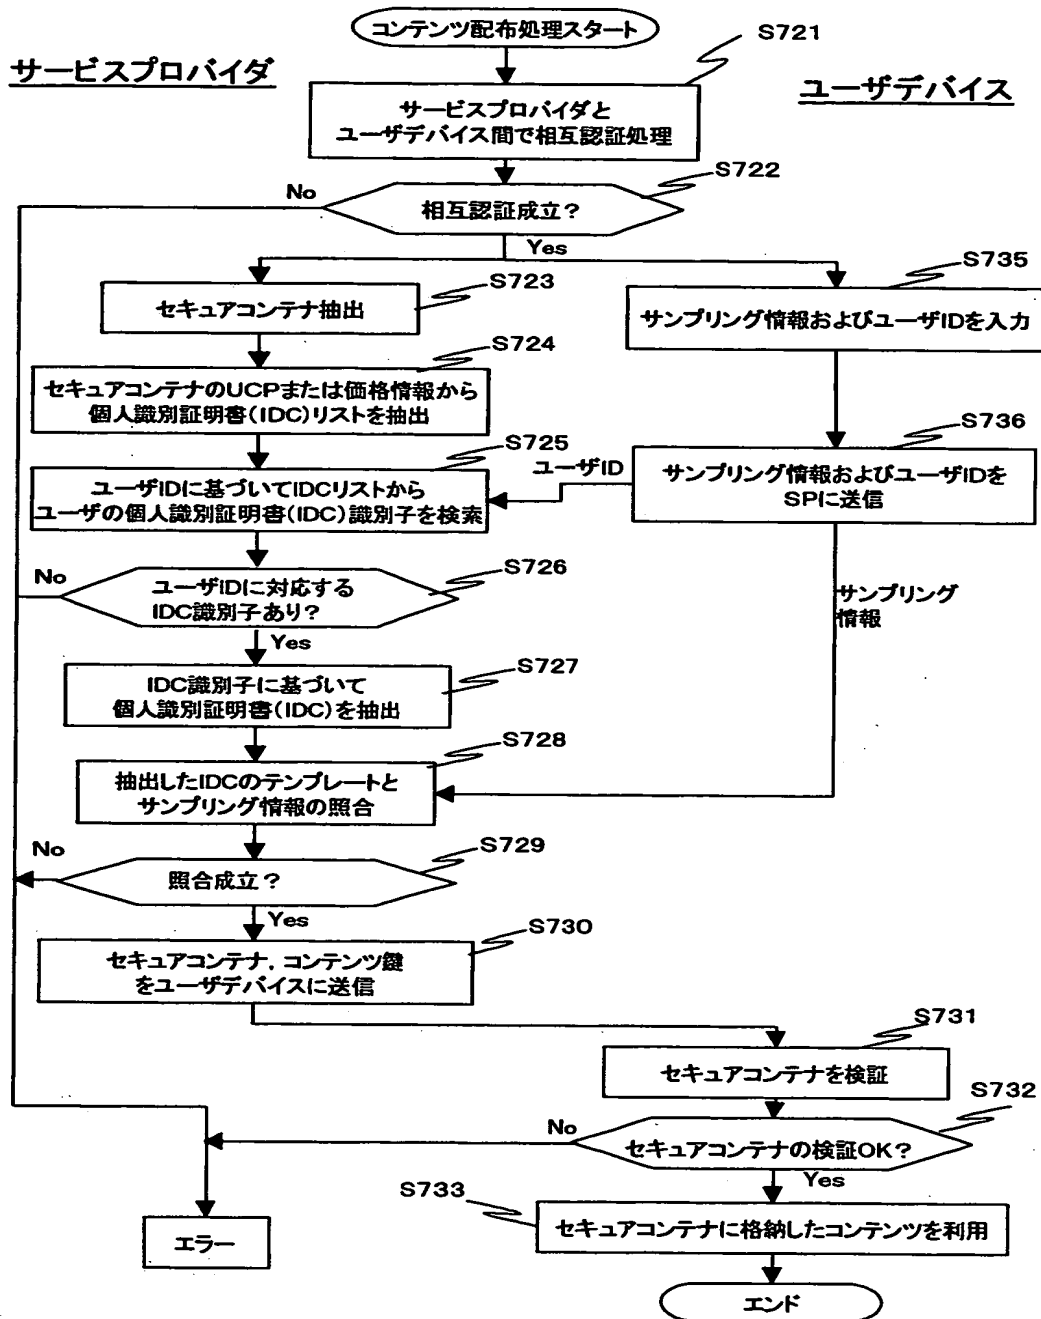 コンテンツ配布処理スタート
S721
サービスプロバイダ
ユーザデバイス
サービスプロバイダと
ユーザデバイス間で相互認証処理
S722
No
相互認証成立？
Yes
S723
S735
セキュアコンテナ抽出
サンプリング情報およびユーザIDを入力
S724
セキュアコンテナのUCPまたは価格情報から
個人識別証明書(IDC)リストを抽出
S725
S736
ユーザID
ユーザIDに基づいてIDCリストから
ユーザの個人識別証明書(IDC)識別子を検索
サンプリング情報およびユーザIDを
SPに送信
No
S726
ユーザIDに対応する
IDC識別子あり？
サンプリング
情報
Yes
S727
IDC識別子に基づいて
個人識別証明書(IDC)を抽出
S728
抽出したIDCのテンプレートと
サンプリング情報の照合
No
S729
照合成立？
Yes
S730
セキュアコンテナ，コンテンツ鍵
をユーザデバイスに送信
S731
セキュアコンテナを検証
S732
No
セキュアコンテナの検証OK？
Yes
S733
セキュアコンテナに格納したコンテンツを利用
エラー
エンド